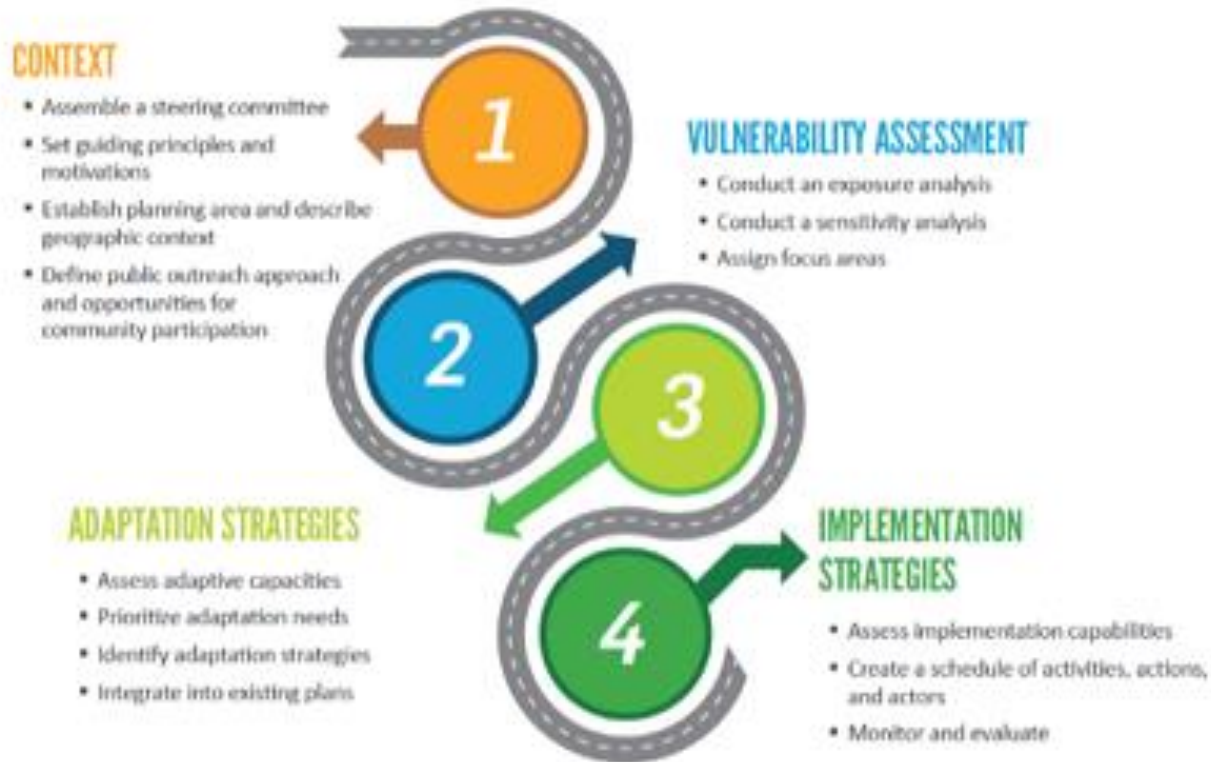 CONTEXT
• Assemble a steering committee
• Set guiding principles and
motivations
• Establish planning area and describe
geographic context
• Define public outreach approach
and opportunities for
community participation
1
VULNERABILITY ASSESSMENT
• Conduct an exposure analysis
• Conduct a sensitivity analysis
• Assign focus areas
2
3
ADAPTATION STRATEGIES
• Assess adaptive capacities
• Prioritize adaptation needs
• Identify adaptation strategies
• Integrate into existing plans
4
IMPLEMENTATION
STRATEGIES
• Assess implementation capabilities
• Create a schedule of activities, actions,
and actors
• Monitor and evaluate